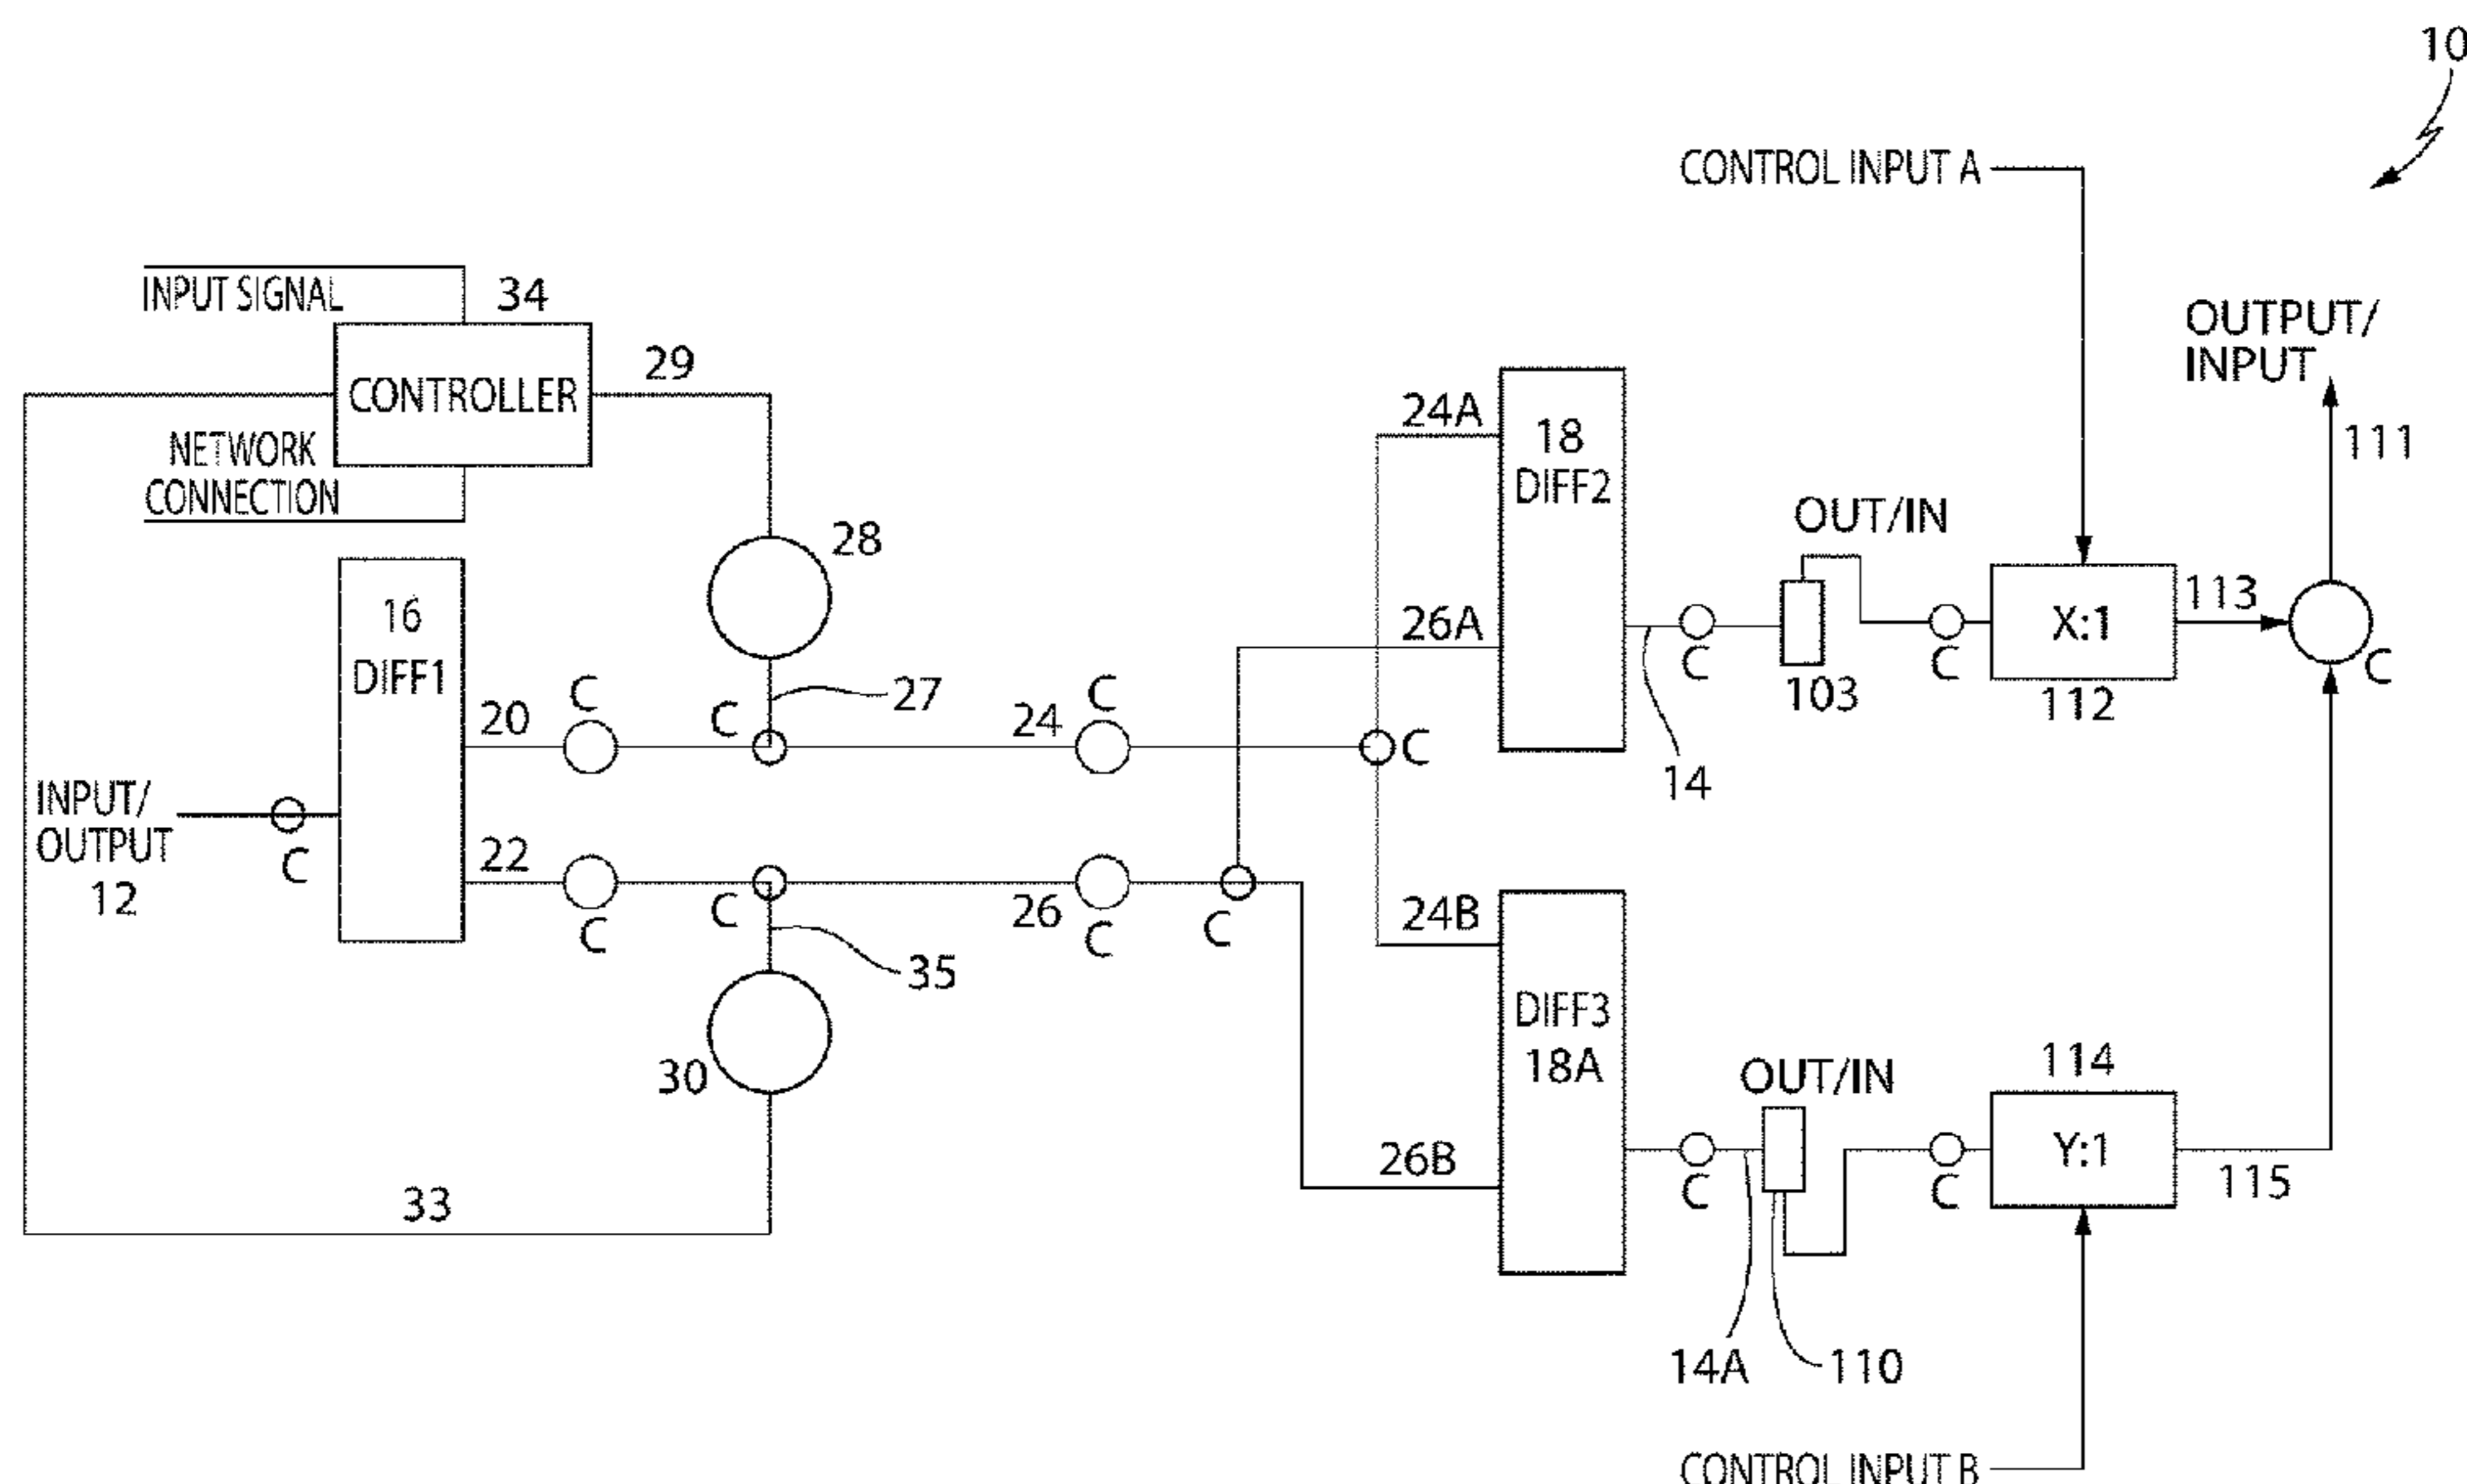 10
CONTROL INPUT A
INPUT SIGNAL
34
OUTPUT/
INPUT
29
CONTROLLER
24A
18
DIFF2
111
NETWORK
CONNECTION
28
OUT/IN
16
DIFF1
26A
113
X:1
C
C
C
27
20
C
C
24
C
C
103
112
14
INPUT/
OUTPUT
12
C
22
C
C
26
C
C
24B
35
DIFF3
18A
30
OUT/IN
114
26B
Y:1
33
C
C
115
14A
110
CONTROL INPUT B